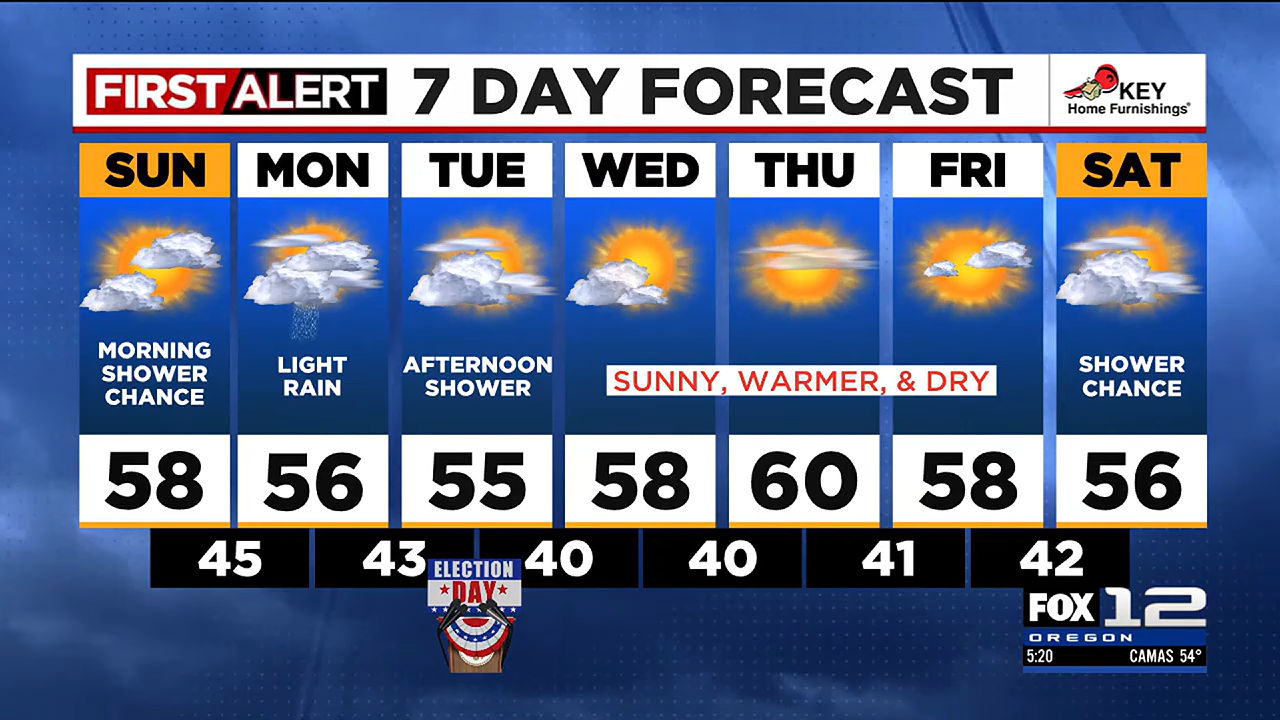 FIRST ALERT 7 DAY FORECAST
KEY
Home Furnishings®
SUN MON TUE WED THU FRI SAT
MORNING
SHOWER
CHANCE
LIGHT
RAIN
AFTERNOON
SHOWER
SUNNY, WARMER, & DRY
SHOWER
CHANCE
58 56 55 58 60 58 56
45 43 40 40 41 42
ELECTION
DAY
FOX 12
OREGON
5:20 CAMAS 54°